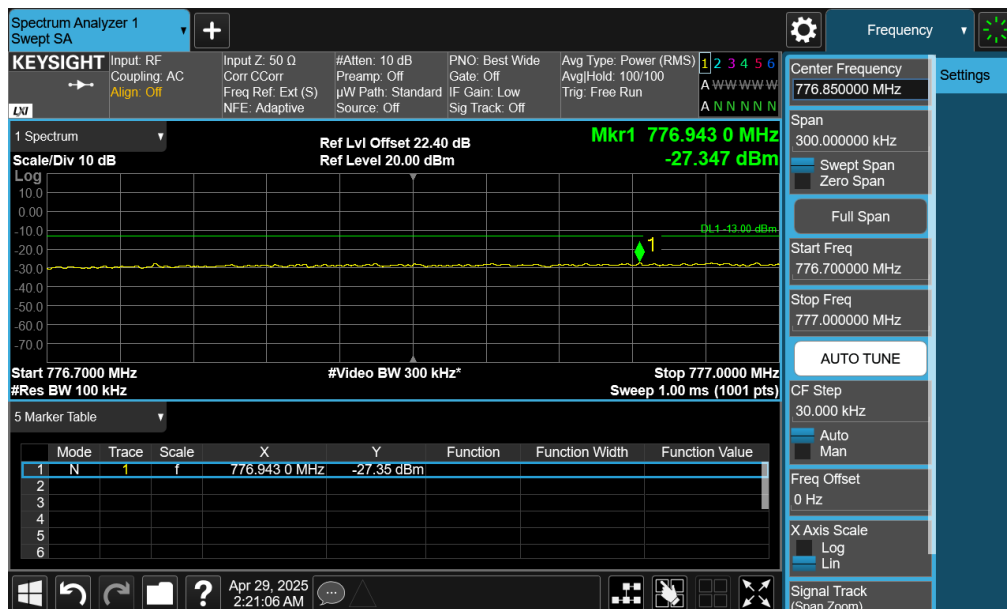 Spectrum Analyzer 1
Swept SA
Frequency
KEYSIGHT
LXI
Input: RF
Coupling: AC
Align: Off
Input Z: 50 Ω
Corr CCorr
Freq Ref: Ext (S)
NFE: Adaptive
#Atten: 10 dB
Preamp: Off
µW Path: Standard
Source: Off
PNO: Best Wide
Gate: Off
IF Gain: Low
Sig Track: Off
Avg Type: Power (RMS)
Avg|Hold: 100/100
Trig: Free Run
1 2 3 4 5 6
A W W W W W
A N N N N N
1 Spectrum
Scale/Div 10 dB
Ref Lvl Offset 22.40 dB
Ref Level 20.00 dBm
Mkr1 776.943 0 MHz
-27.347 dBm
Log
10.0
0.00
-10.0
-20.0
-30.0
-40.0
-50.0
-60.0
-70.0
DL1 -13.00 dBm
1
Start 776.7000 MHz
#Res BW 100 kHz
#Video BW 300 kHz*
Stop 777.0000 MHz
Sweep 1.00 ms (1001 pts)
5 Marker Table
Mode Trace Scale X Y Function Function Width Function Value
1 N 1 f 776.943 0 MHz -27.35 dBm
2
3
4
5
6
Apr 29, 2025
2:21:06 AM
Center Frequency
776.850000 MHz
Span
300.000000 kHz
Swept Span
Zero Span
Full Span
Start Freq
776.700000 MHz
Stop Freq
777.000000 MHz
AUTO TUNE
CF Step
30.000 kHz
Auto
Man
Freq Offset
0 Hz
X Axis Scale
Log
Lin
Signal Track
(Span Zoom)
Settings